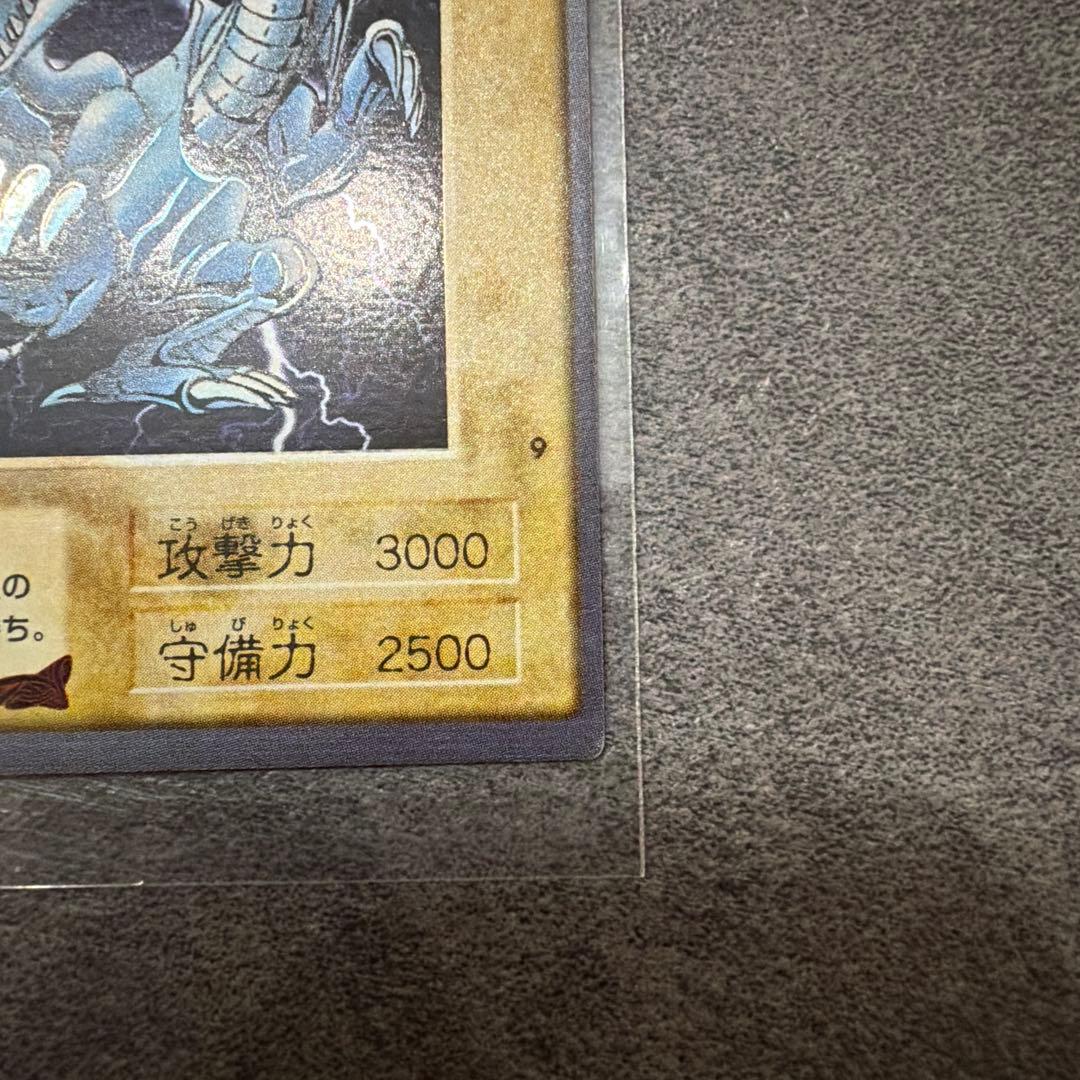 9
こう げき りょく
攻撃力 3000
の
ち。
しゅ び りょく
守備力 2500